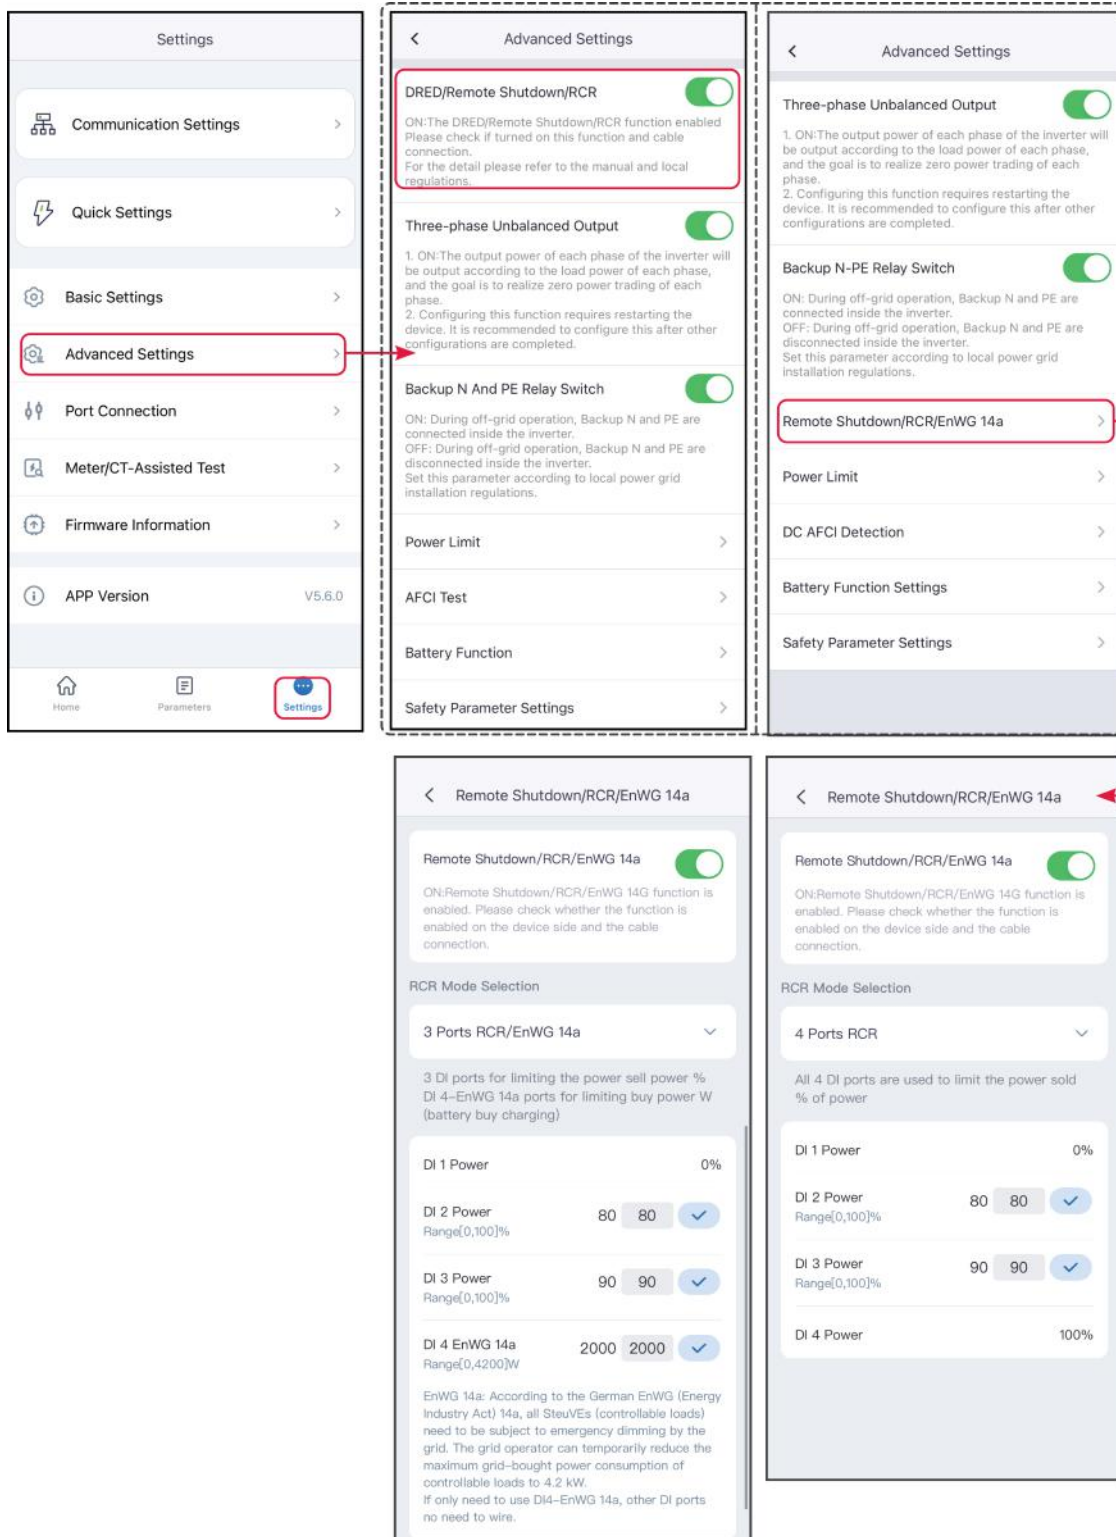 Settings
Communication Settings
Quick Settings
Basic Settings
Advanced Settings
Port Connection
Meter/CT-Assisted Test
Firmware Information
APP Version V5.6.0
Home Parameters Settings
Advanced Settings
DRED/Remote Shutdown/RCR
ON:The DRED/Remote Shutdown/RCR function enabled
Please check if turned on this function and cable
connection.
For the detail please refer to the manual and local
regulations.
Three-phase Unbalanced Output
1. ON:The output power of each phase of the inverter will
be output according to the load power of each phase,
and the goal is to realize zero power trading of each
phase.
2. Configuring this function requires restarting the
device. It is recommended to configure this after other
configurations are completed.
Backup N And PE Relay Switch
ON: During off-grid operation, Backup N and PE are
connected inside the inverter.
OFF: During off-grid operation, Backup N and PE are
disconnected inside the inverter.
Set this parameter according to local power grid
installation regulations.
Power Limit
AFCI Test
Battery Function
Safety Parameter Settings
Advanced Settings
Three-phase Unbalanced Output
1. ON:The output power of each phase of the inverter will
be output according to the load power of each phase,
and the goal is to realize zero power trading of each
phase.
2. Configuring this function requires restarting the
device. It is recommended to configure this after other
configurations are completed.
Backup N-PE Relay Switch
ON: During off-grid operation, Backup N and PE are
connected inside the inverter.
OFF: During off-grid operation, Backup N and PE are
disconnected inside the inverter.
Set this parameter according to local power grid
installation regulations.
Remote Shutdown/RCR/EnWG 14a
Power Limit
DC AFCI Detection
Battery Function Settings
Safety Parameter Settings
Remote Shutdown/RCR/EnWG 14a
Remote Shutdown/RCR/EnWG 14a
ON:Remote Shutdown/RCR/EnWG 14G function is
enabled. Please check whether the function is
enabled on the device side and the cable
connection.
RCR Mode Selection
3 Ports RCR/EnWG 14a
3 DI ports for limiting the power sell power %
DI 4-EnWG 14a ports for limiting buy power W
(battery buy charging)
DI 1 Power 0%
DI 2 Power 80 80
Range[0,100]%
DI 3 Power 90 90
Range[0,100]%
DI 4 EnWG 14a 2000 2000
Range[0,4200]W
EnWG 14a: According to the German EnWG (Energy
Industry Act) 14a, all SteuVEs (controllable loads)
need to be subject to emergency dimming by the
grid. The grid operator can temporarily reduce the
maximum grid-bought power consumption of
controllable loads to 4.2 kW.
If only need to use DI4-EnWG 14a, other DI ports
no need to wire.
Remote Shutdown/RCR/EnWG 14a
Remote Shutdown/RCR/EnWG 14a
ON:Remote Shutdown/RCR/EnWG 14G function is
enabled. Please check whether the function is
enabled on the device side and the cable
connection.
RCR Mode Selection
4 Ports RCR
All 4 DI ports are used to limit the power sold
% of power
DI 1 Power 0%
DI 2 Power 80 80
Range[0,100]%
DI 3 Power 90 90
Range[0,100]%
DI 4 Power 100%